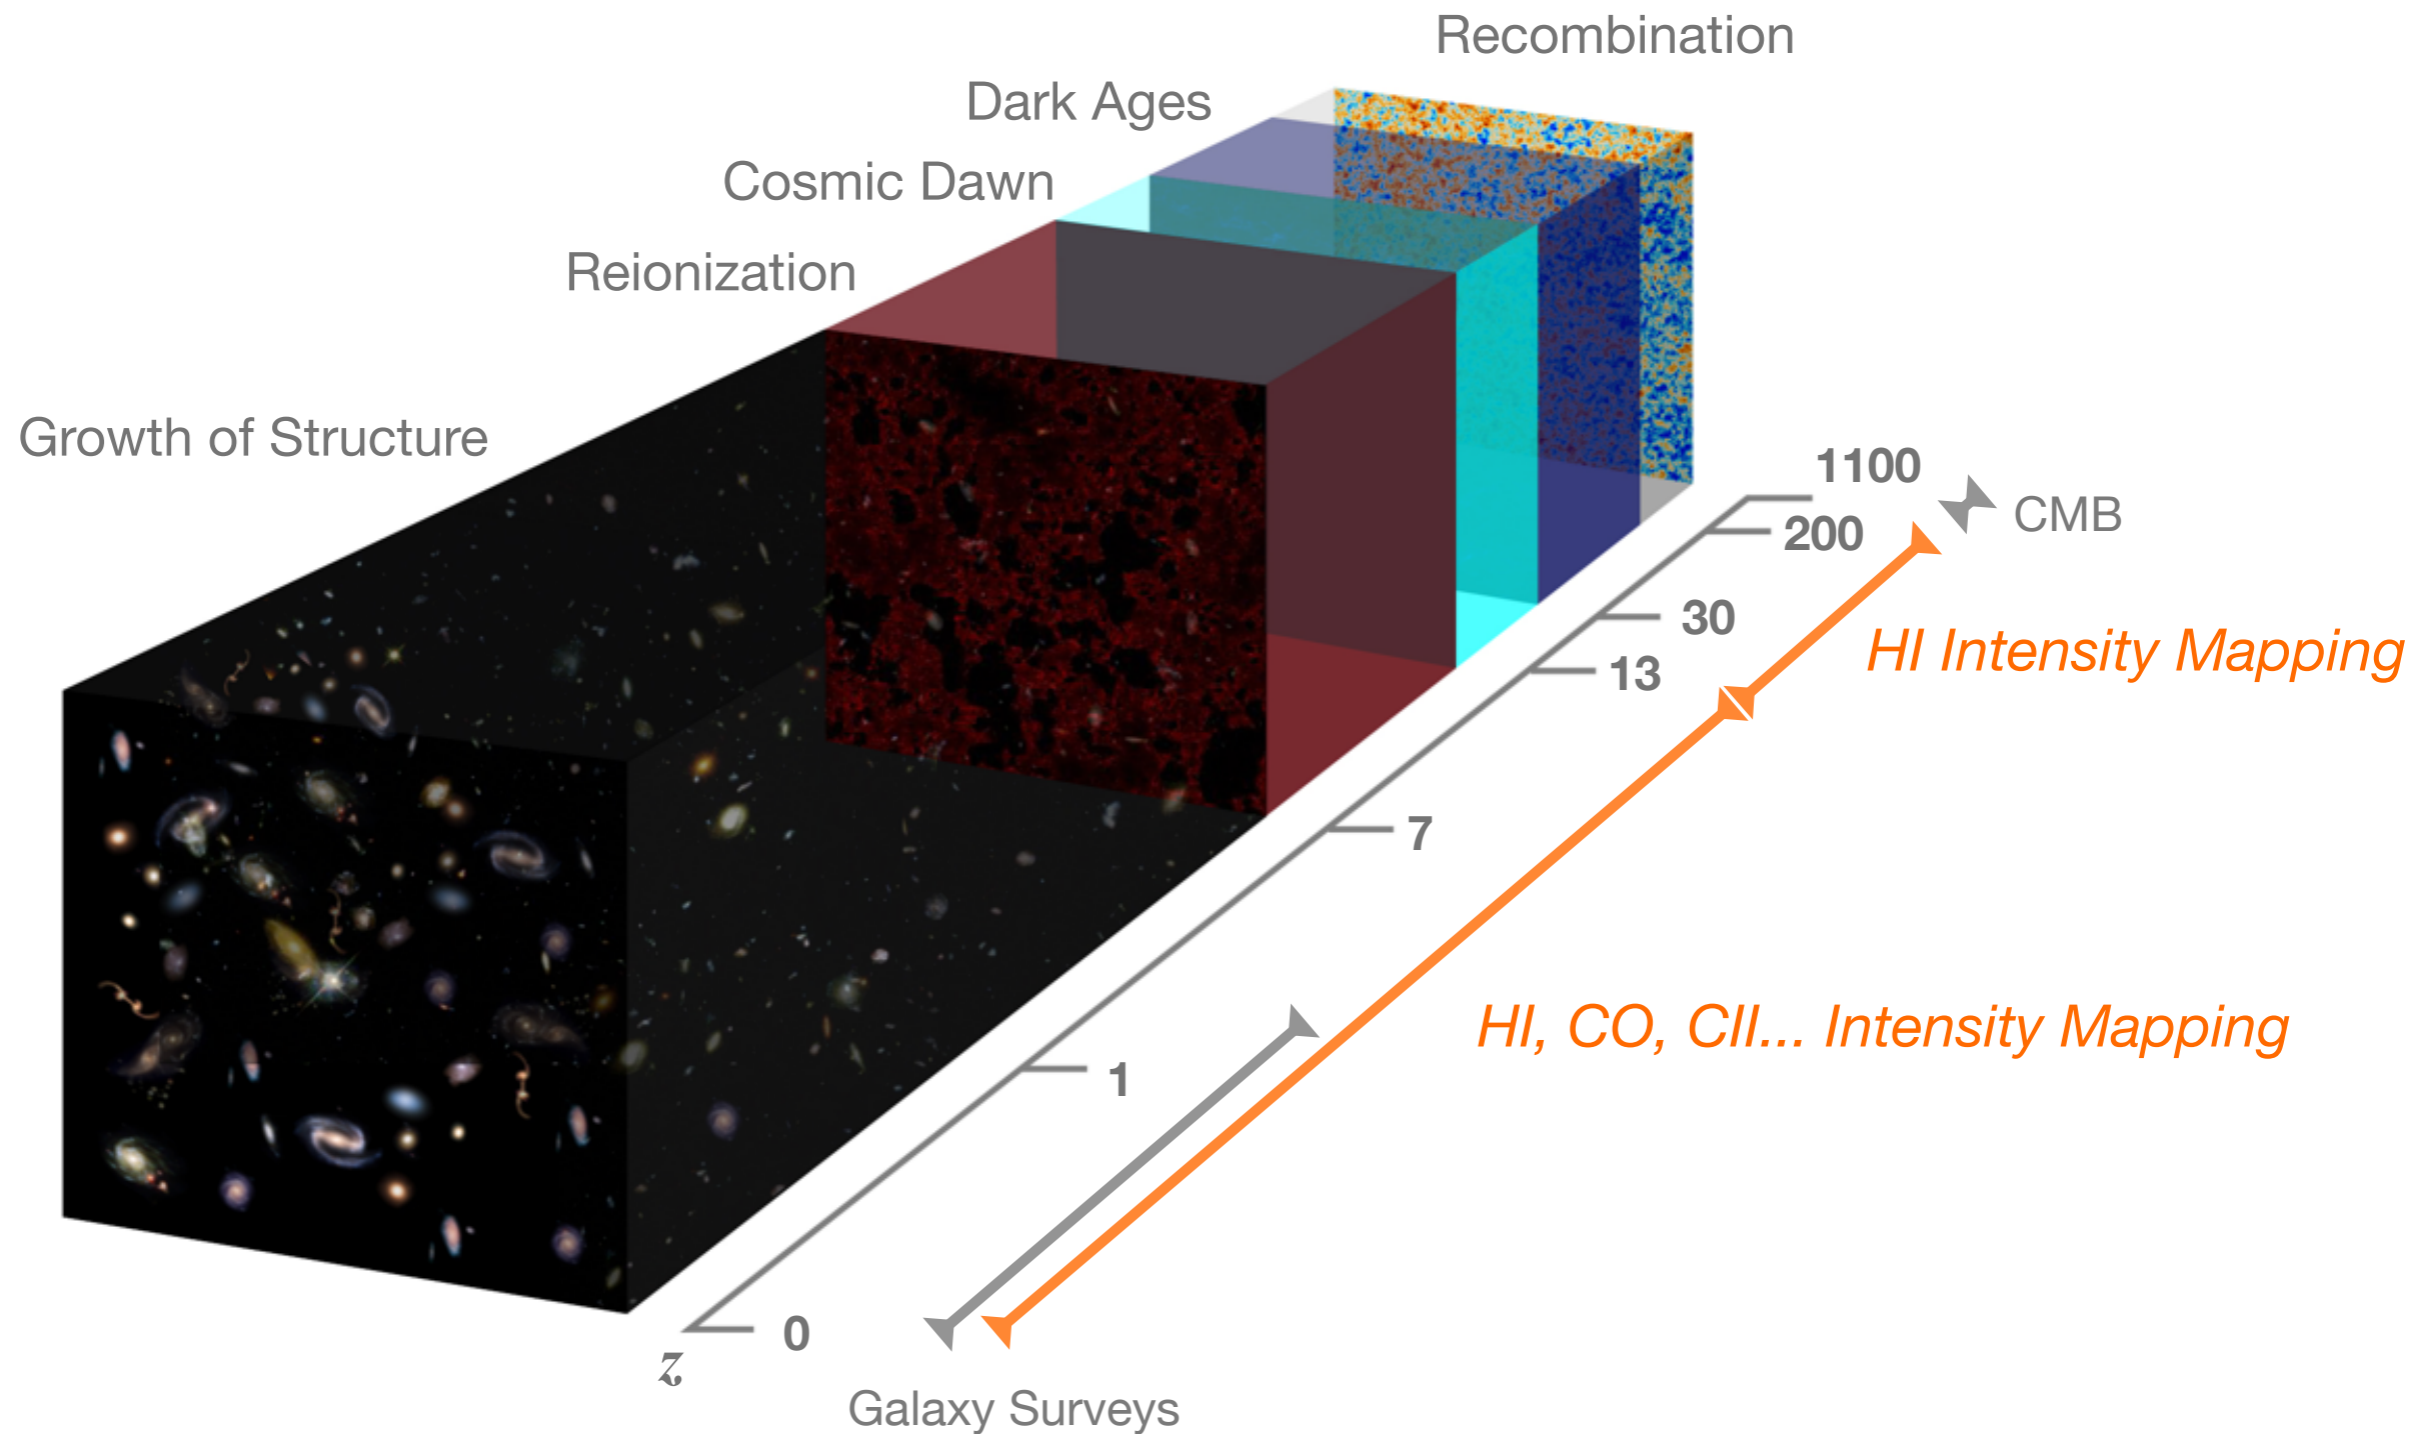 Recombination
Dark Ages
Cosmic Dawn
Reionization
Growth of Structure
1100
CMB
200
30
HI Intensity Mapping
13
7
HI, CO, CII... Intensity Mapping
1
0
z
Galaxy Surveys